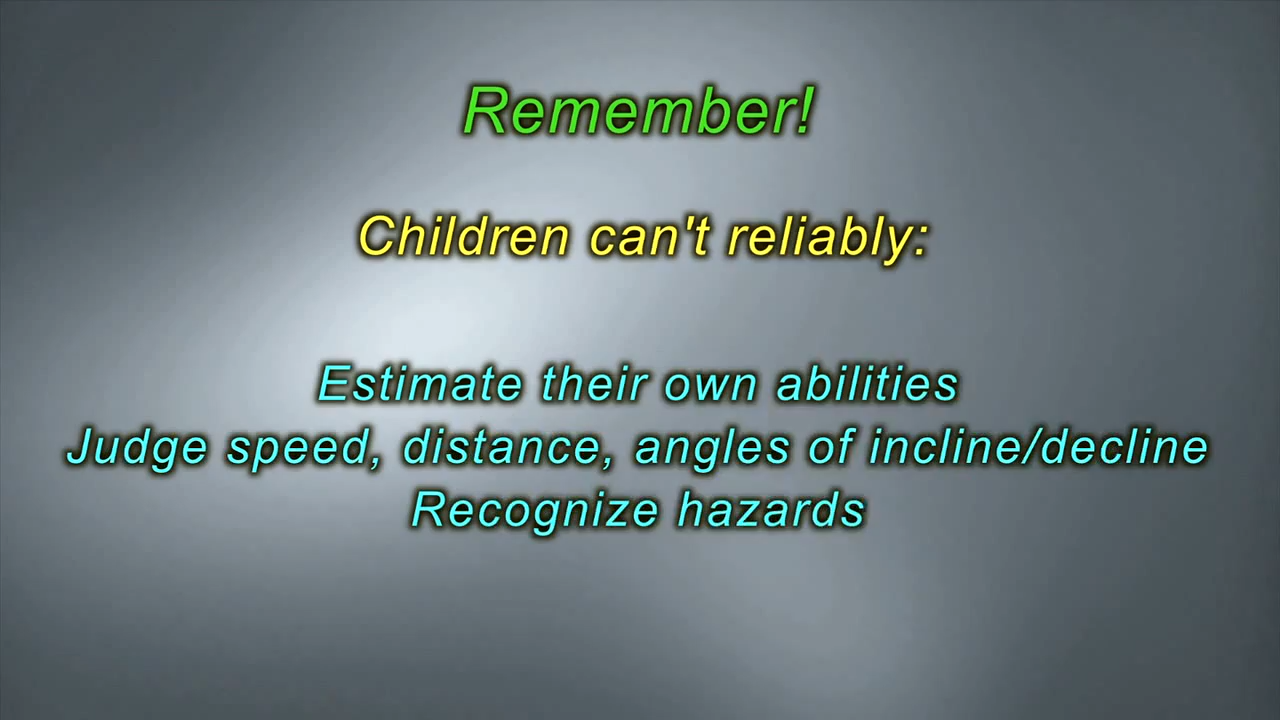 Remember!
Children can't reliably:
Estimate their own abilities
Judge speed, distance, angles of incline/decline
Recognize hazards